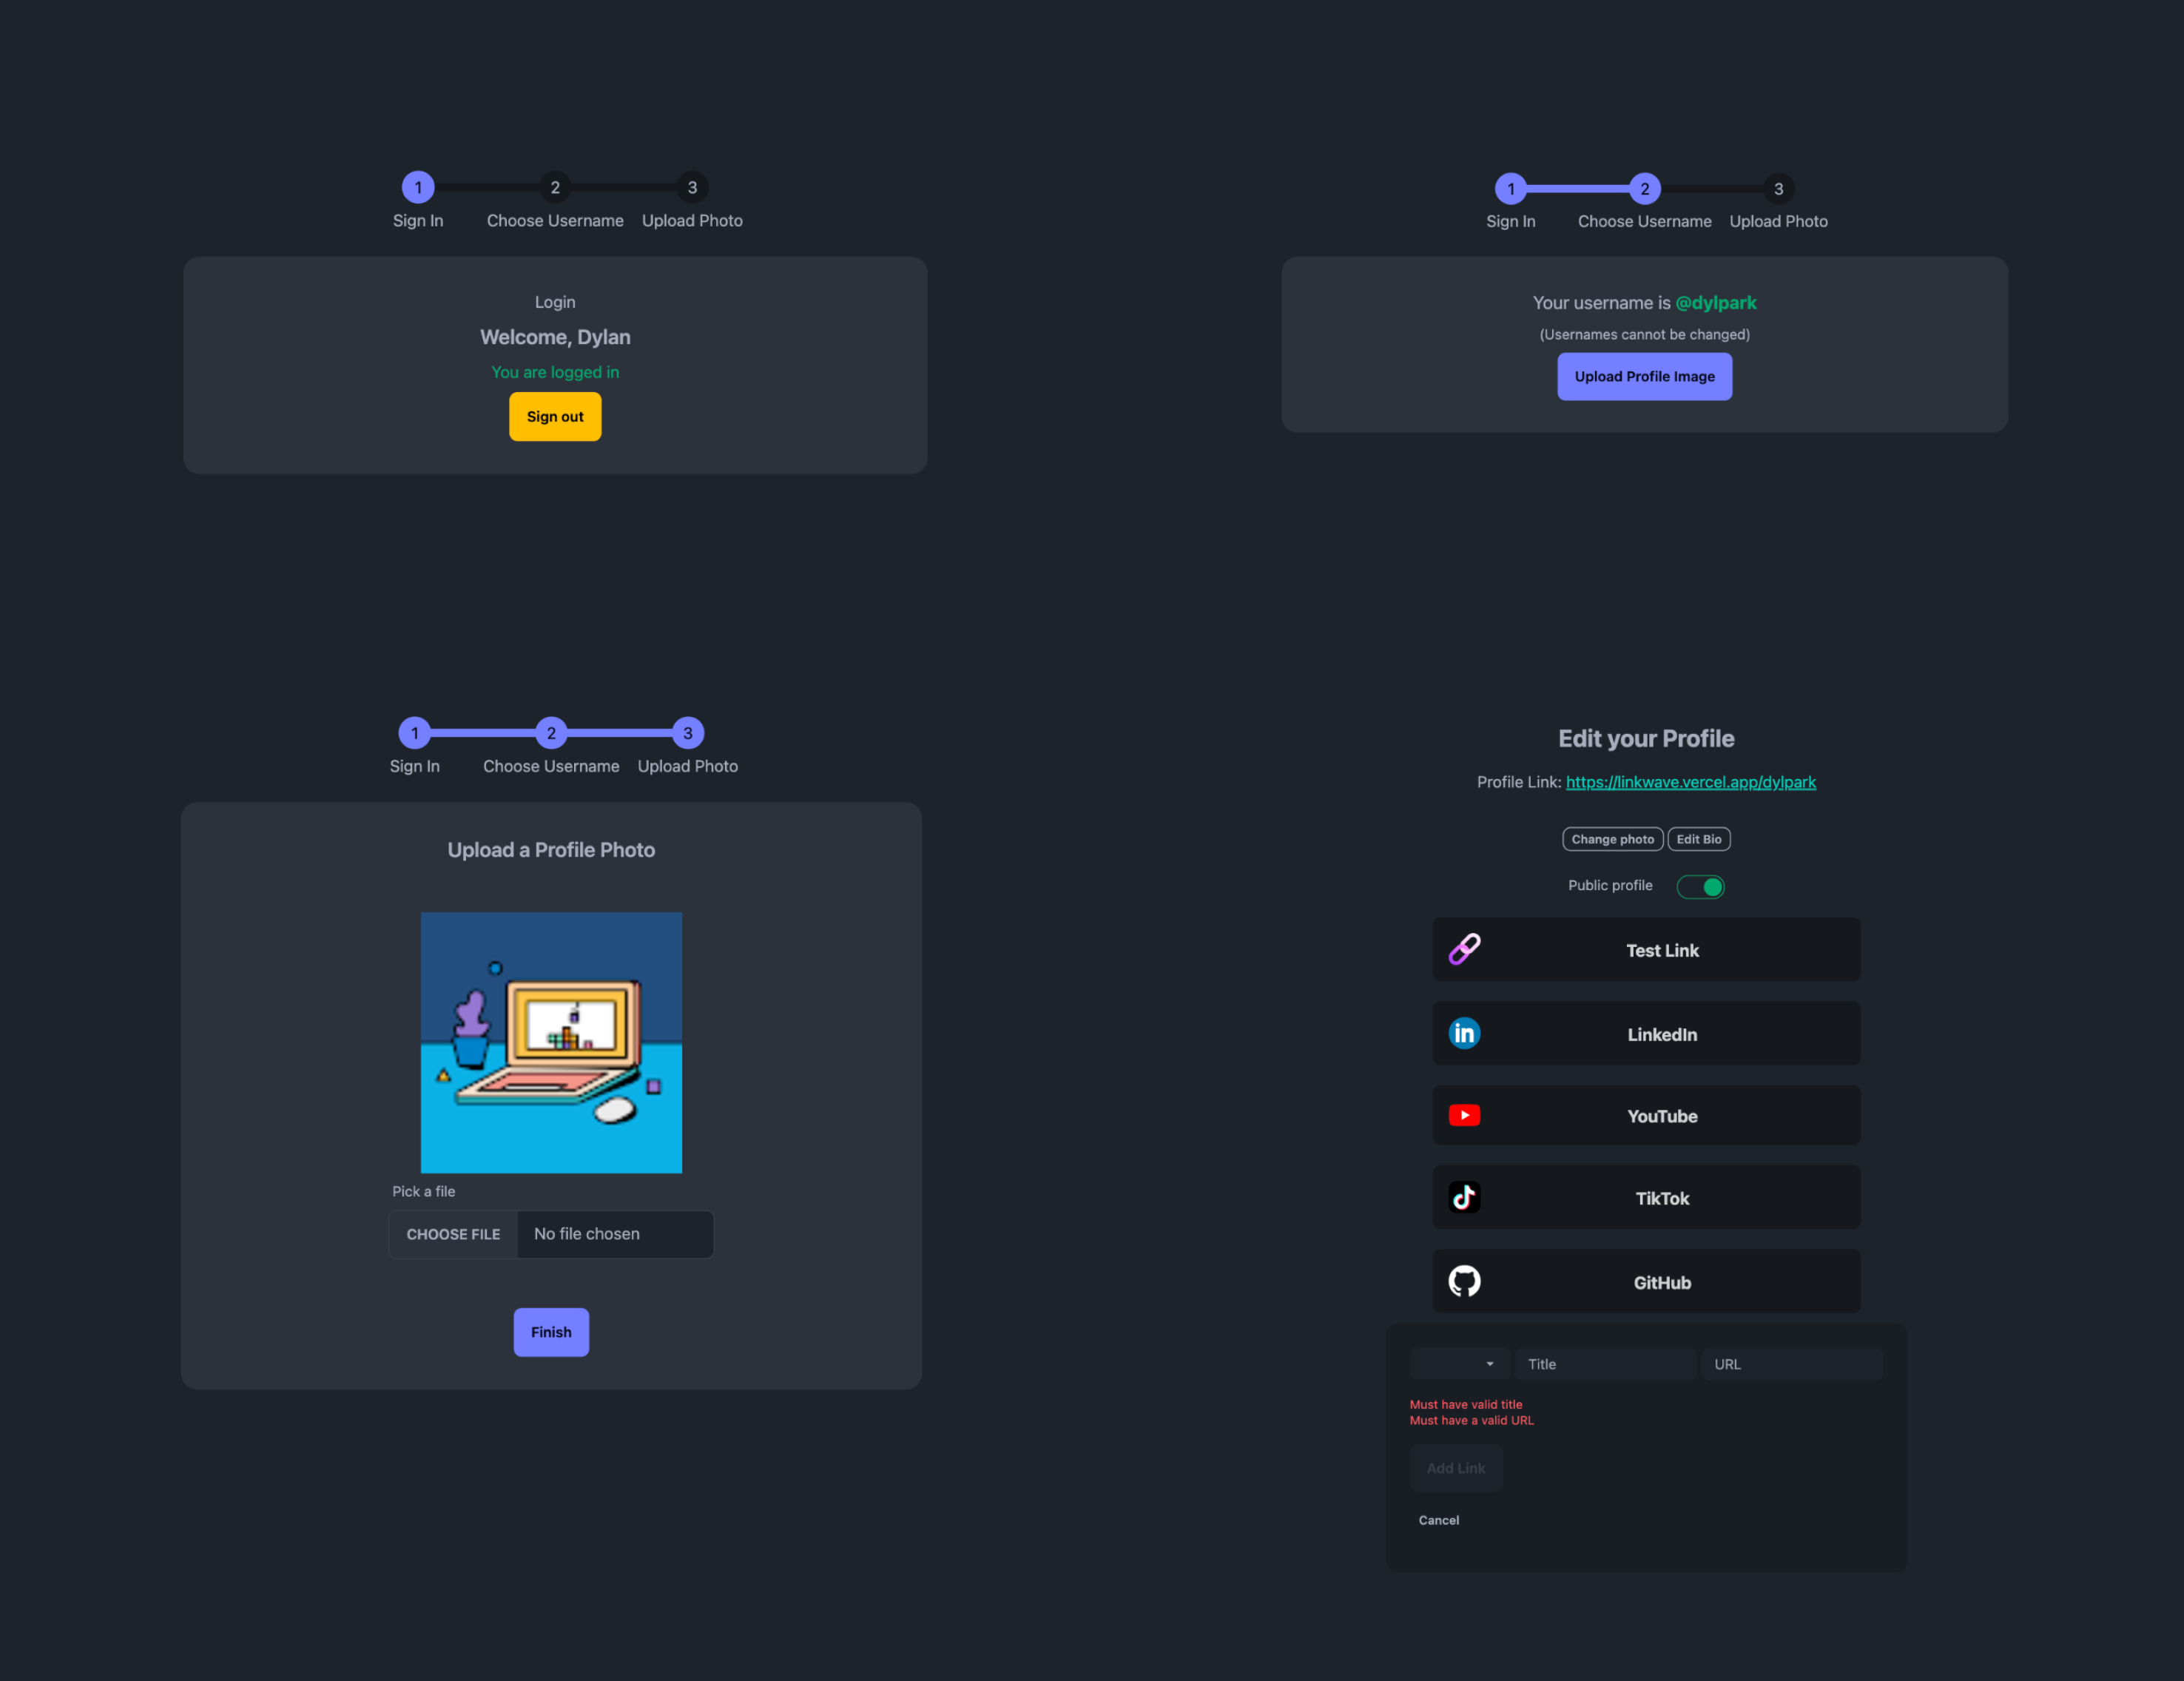 1 2 3
Sign In Choose Username Upload Photo
Login
Welcome, Dylan
You are logged in
Sign out
1 2 3
Sign In Choose Username Upload Photo
Your username is @dylpark
(Usernames cannot be changed)
Upload Profile Image
1 2 3
Sign In Choose Username Upload Photo
Upload a Profile Photo
Pick a file
CHOOSE FILE No file chosen
Finish
Edit your Profile
Profile Link: https://linkwave.vercel.app/dylpark
Change photo Edit Bio
Public profile
Test Link
in LinkedIn
YouTube
TikTok
GitHub
Title URL
Must have valid title
Must have a valid URL
Add Link
Cancel